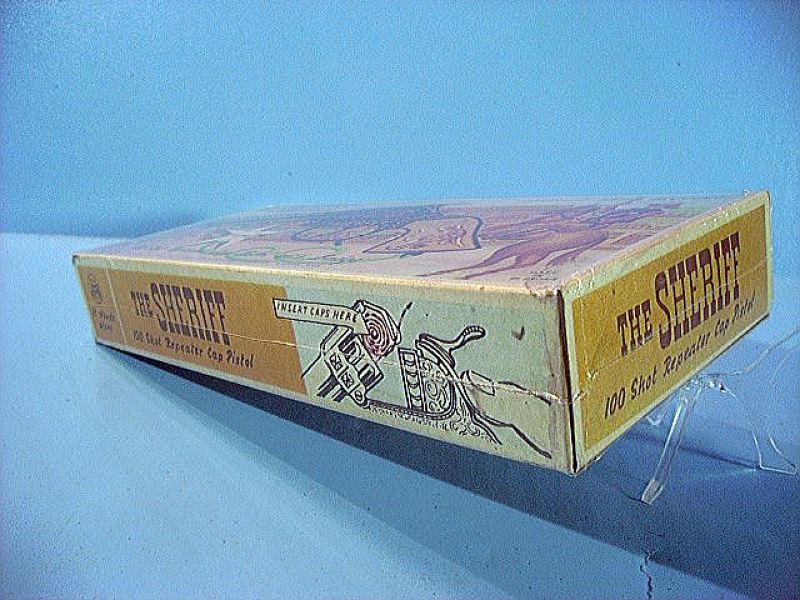 THE SHERIFF
100 Shot Repeater Cap Pistol
INSERT CAPS HERE
THE SHERIFF
100 Shot Repeater Cap Pistol